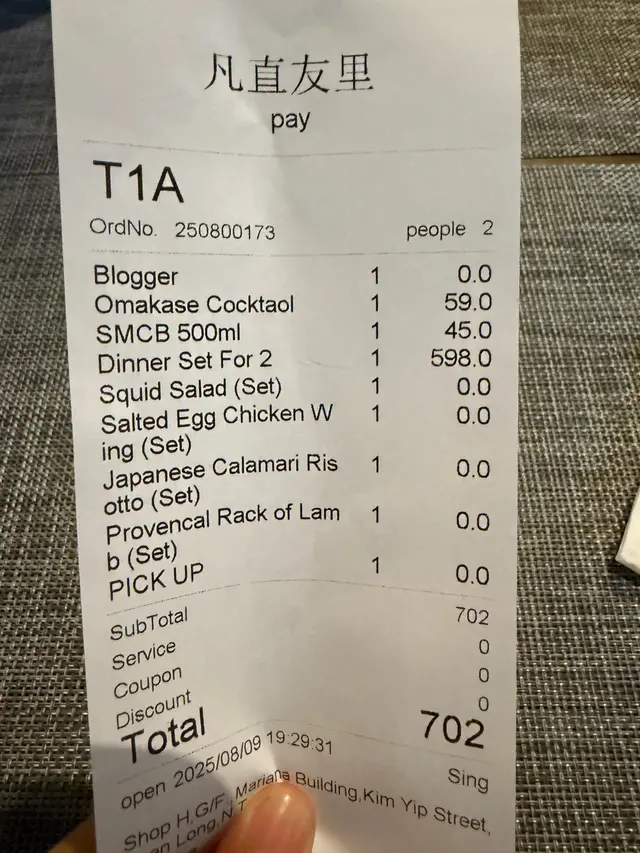 凡直友里
pay
T1A
OrdNo. 250800173 people 2
Blogger 1 0.0
Omakase Cocktaol 1 59.0
SMCB 500ml 1 45.0
Dinner Set For 2 1 598.0
Squid Salad (Set) 1 0.0
Salted Egg Chicken W 1 0.0
ing (Set)
Japanese Calamari Ris 1 0.0
otto (Set)
Provencal Rack of Lam 1 0.0
b (Set)
PICK UP 1 0.0
SubTotal 702
Service 0
Coupon 0
Discount 0
Total 702
open 2025/08/09 19:29:31 Sing
Shop H,G/F, Mariana Building,Kim Yip Street,
Long,N.T